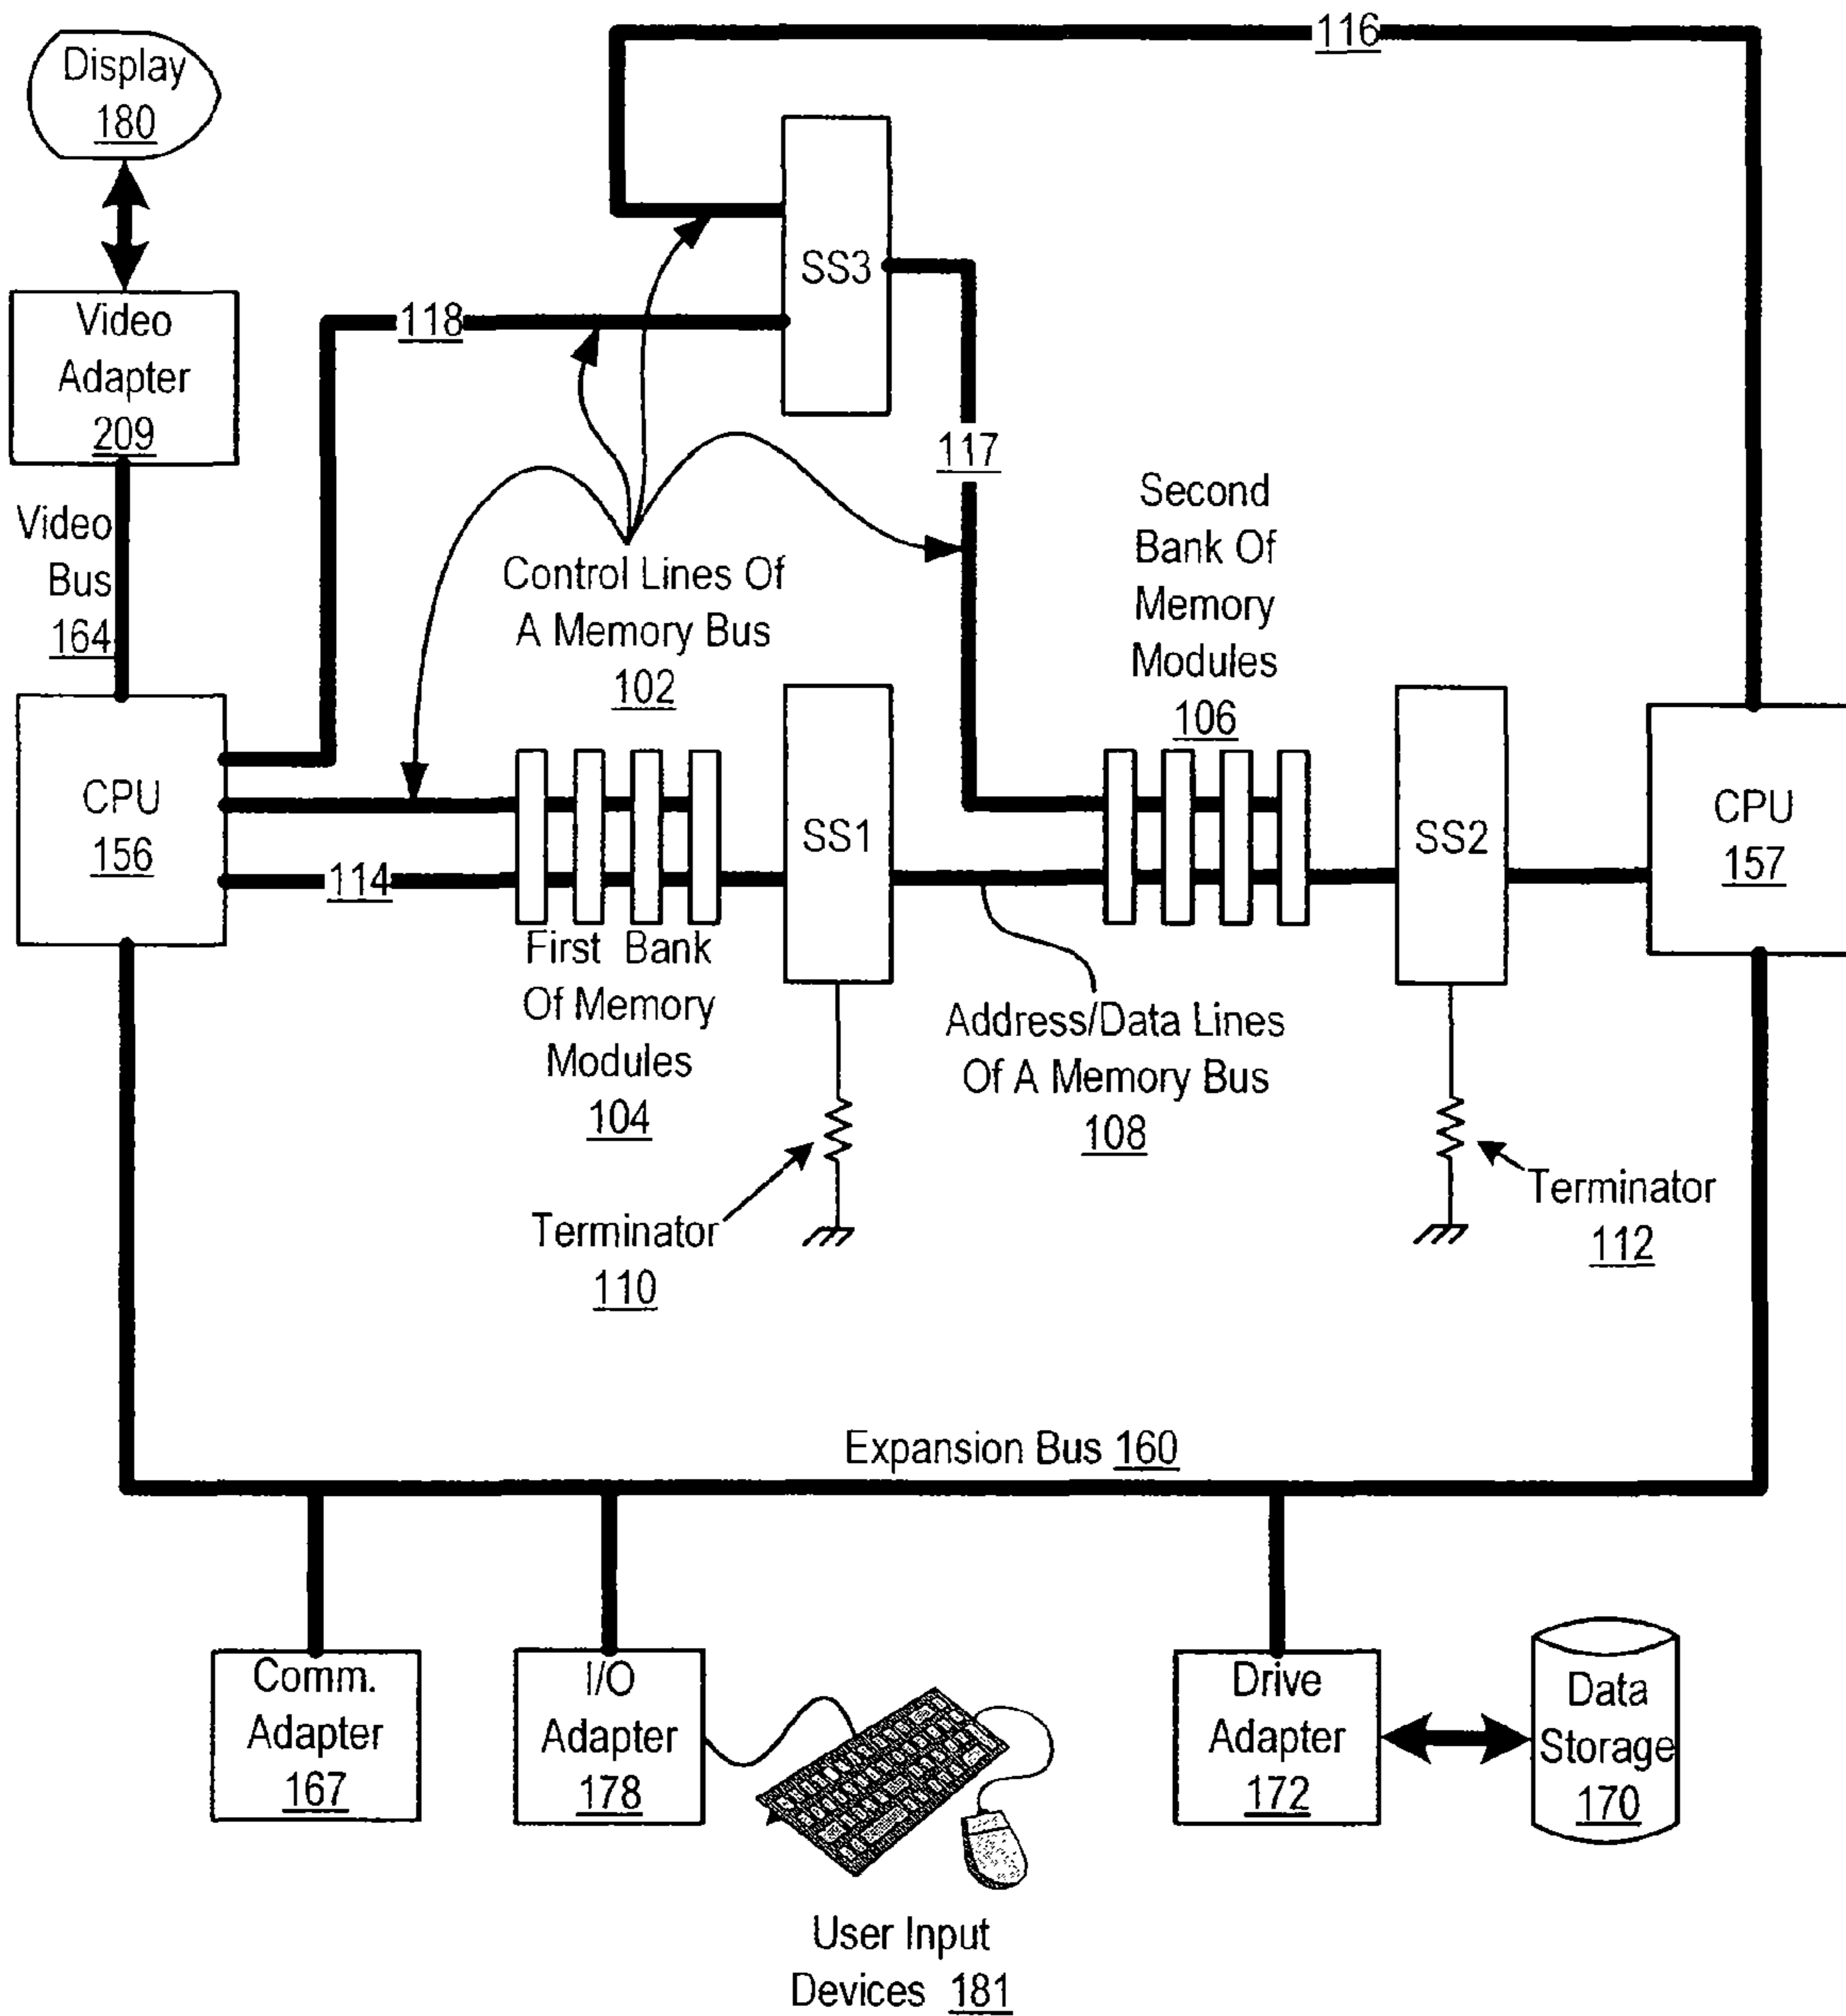 116
Display
180
SS3
Video
Adapter
209
118
117
Second
Bank Of
Memory
Modules
106
Video
Bus
164
Control Lines Of
A Memory Bus
102
CPU
156
114
SS1
SS2
CPU
157
First Bank
Of Memory
Modules
104
Address/Data Lines
Of A Memory Bus
108
Terminator
110
Terminator
112
Expansion Bus 160
Comm.
Adapter
167
I/O
Adapter
178
Drive
Adapter
172
Data
Storage
170
User Input
Devices 181